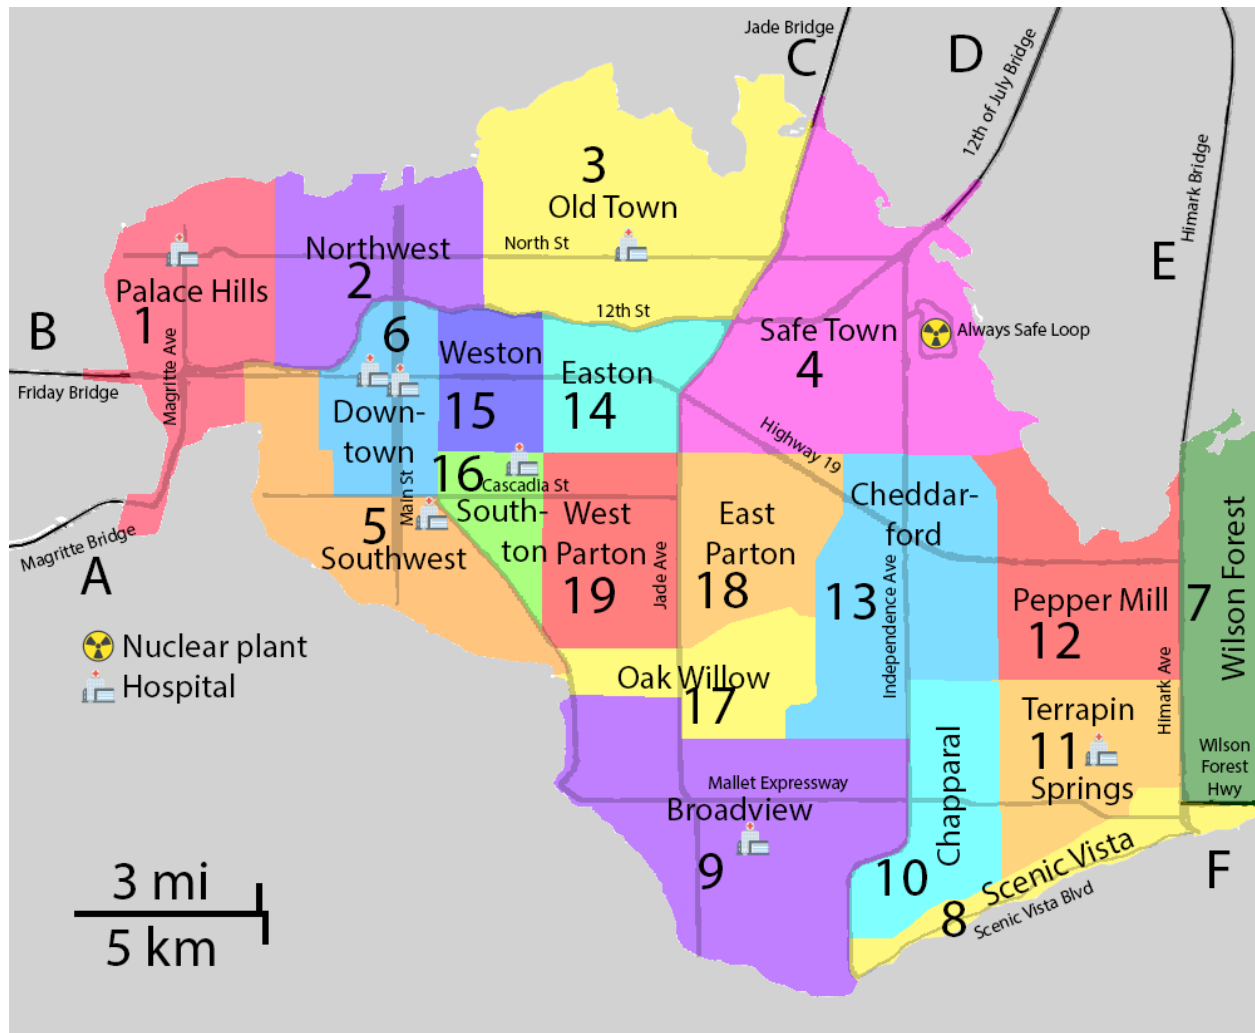 Jade Bridge
C
D
12th of July Bridge
Himark Bridge
E
3
Old Town
North St
Northwest
2
Palace Hills
1
B
Friday Bridge
Magritte Ave
12th St
6
Weston
15
Easton
14
Safe Town
4
Always Safe Loop
Down-
town
Main St
Highway 19
16
Cascadia St
South-
ton
5
Southwest
Magritte Bridge
A
West
Parton
19
Jade Ave
East
Parton
18
Cheddar-
ford
13
Independence Ave
Pepper Mill
12
7
Wilson Forest
Nuclear plant
Hospital
Oak Willow
17
Himark Ave
Terrapin
11
Springs
Wilson
Forest
Hwy
Mallet Expressway
Broadview
9
Chapparal
10
Scenic Vista
8
Scenic Vista Blvd
F
3 mi
5 km